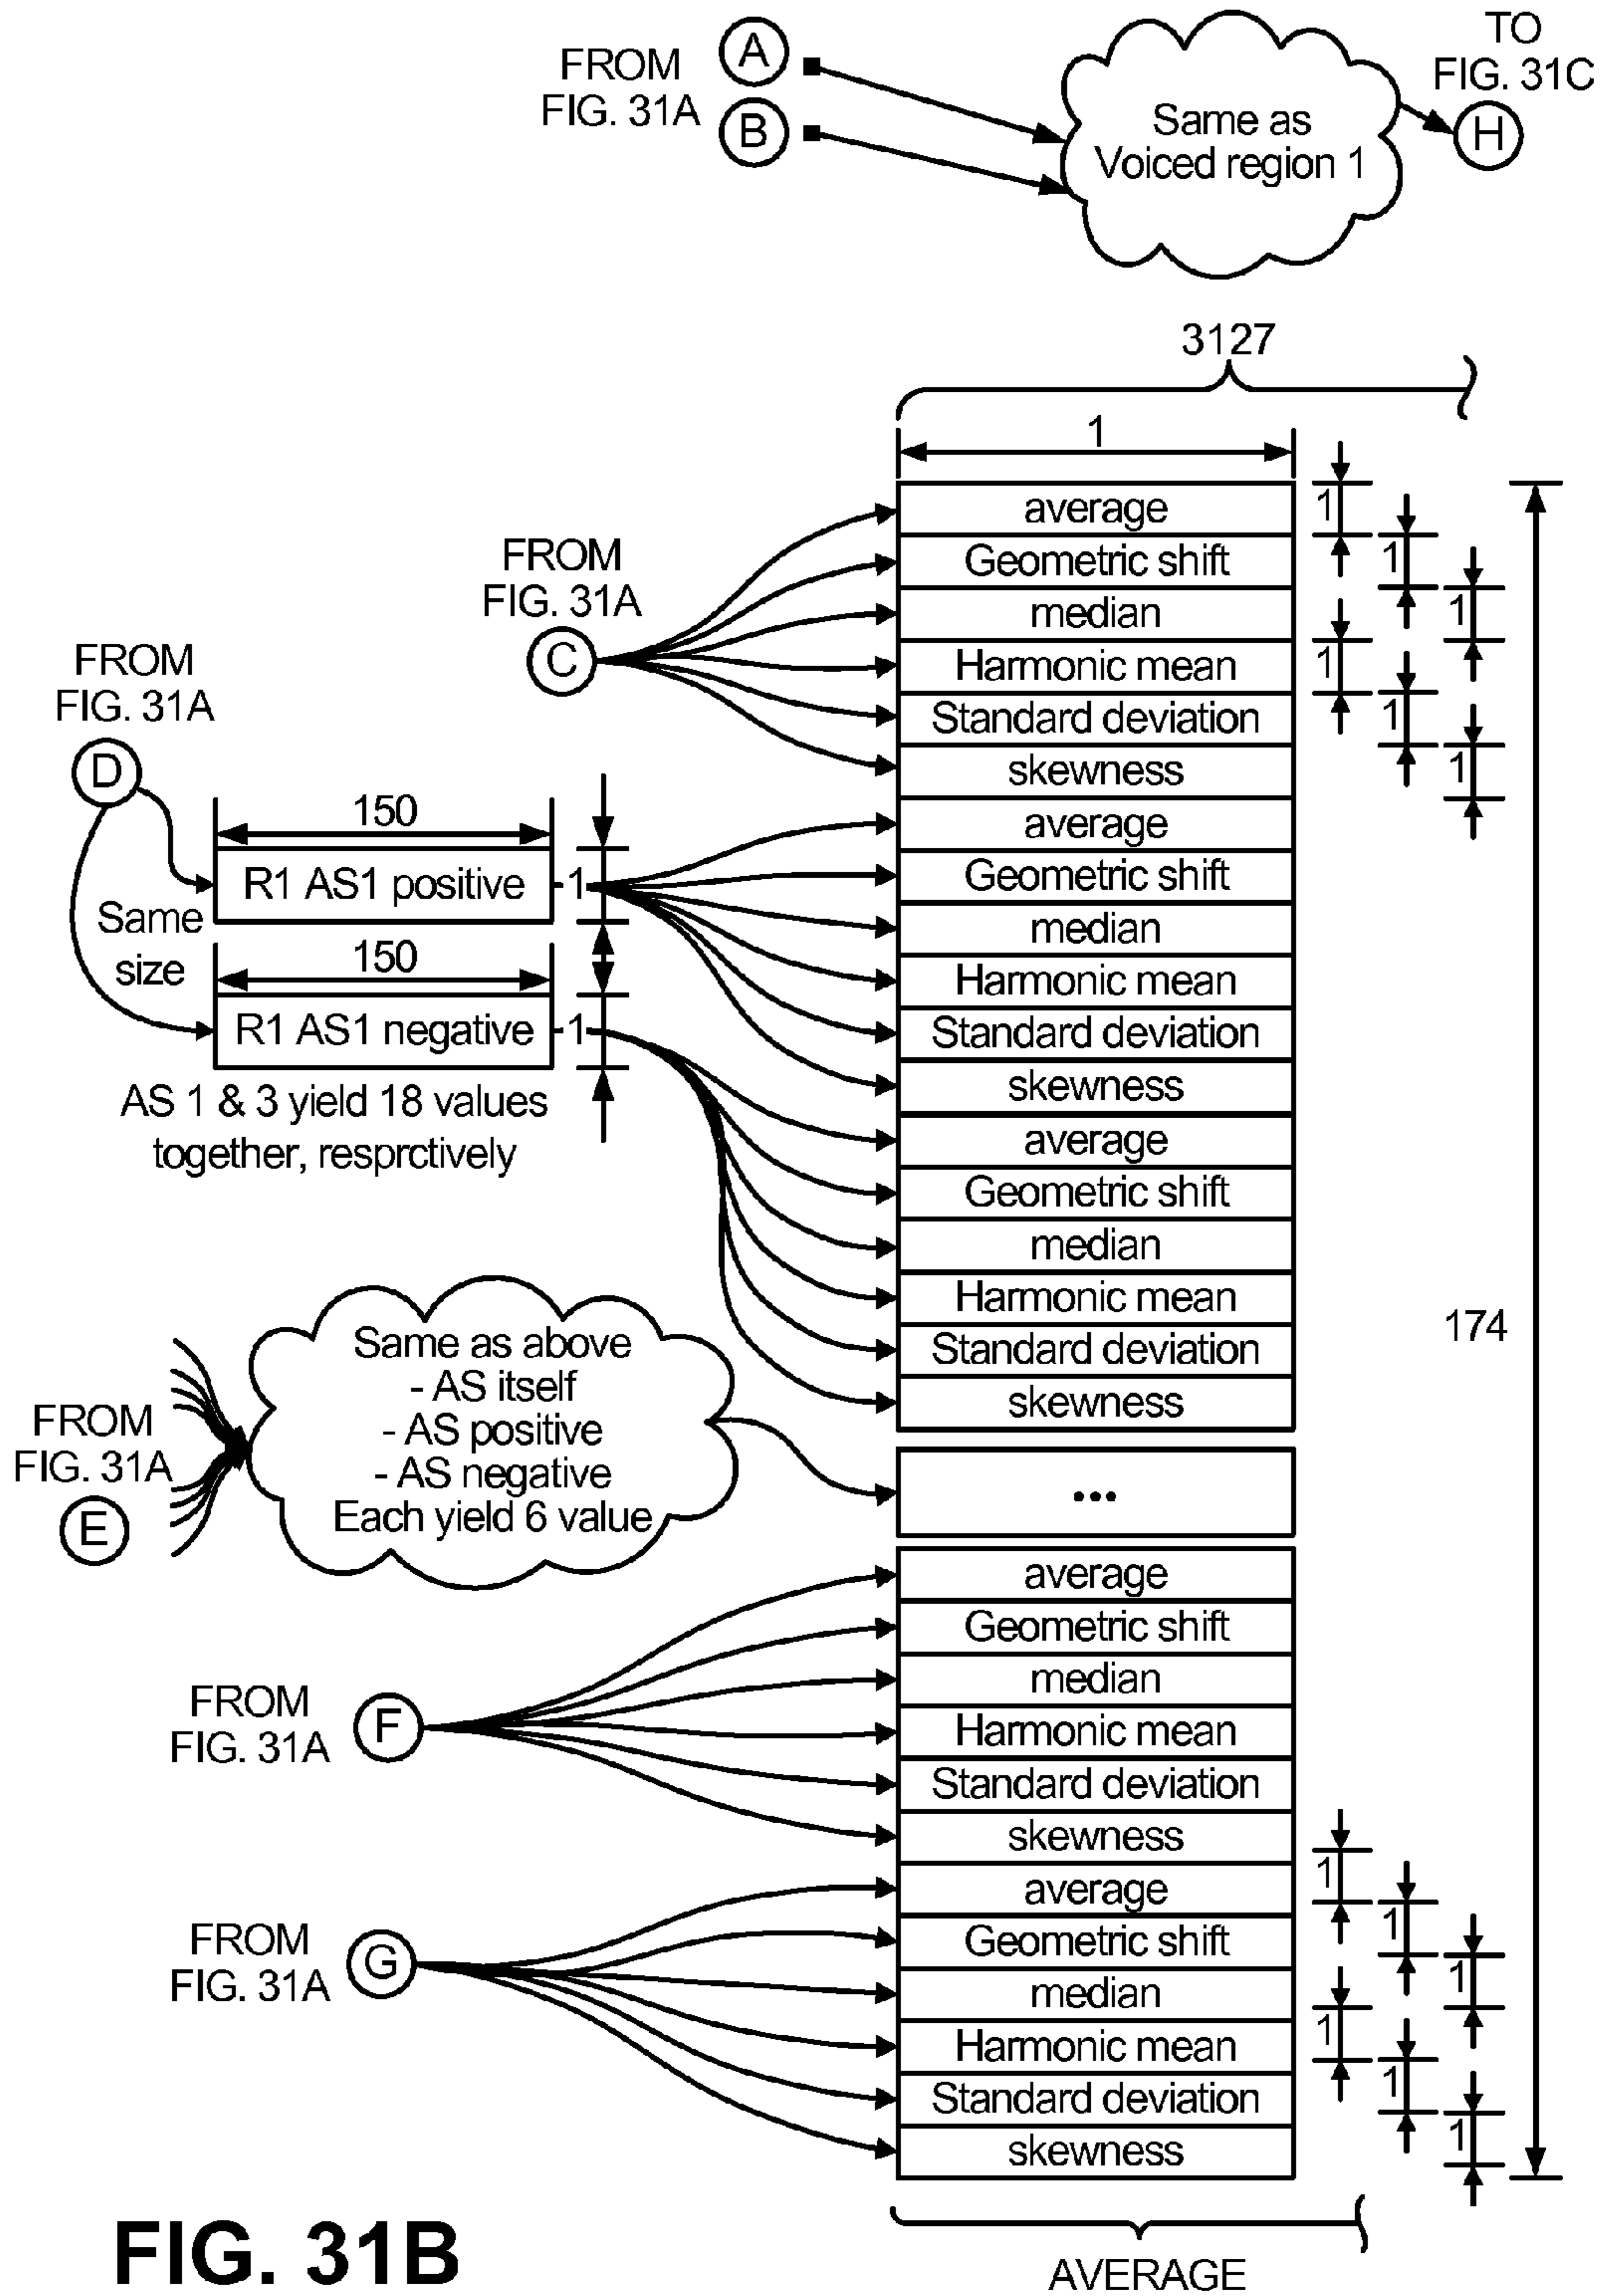 FROM
FIG. 31A
A
B
Same as
Voiced region 1
TO
FIG. 31C
H
3127
1
average
Geometric shift
median
Harmonic mean
Standard deviation
skewness
1
1
1
1
1
1
FROM
FIG. 31A
C
FROM
FIG. 31A
D
Same
size
150
R1 AS1 positive
1
150
R1 AS1 negative
1
AS 1 & 3 yield 18 values
together, resprctively
average
Geometric shift
median
Harmonic mean
Standard deviation
skewness
average
Geometric shift
median
Harmonic mean
Standard deviation
skewness
174
FROM
FIG. 31A
E
Same as above
- AS itself
- AS positive
- AS negative
Each yield 6 value
...
FROM
FIG. 31A
F
average
Geometric shift
median
Harmonic mean
Standard deviation
skewness
FROM
FIG. 31A
G
average
Geometric shift
median
Harmonic mean
Standard deviation
skewness
1
1
1
1
1
1
AVERAGE
FIG. 31B